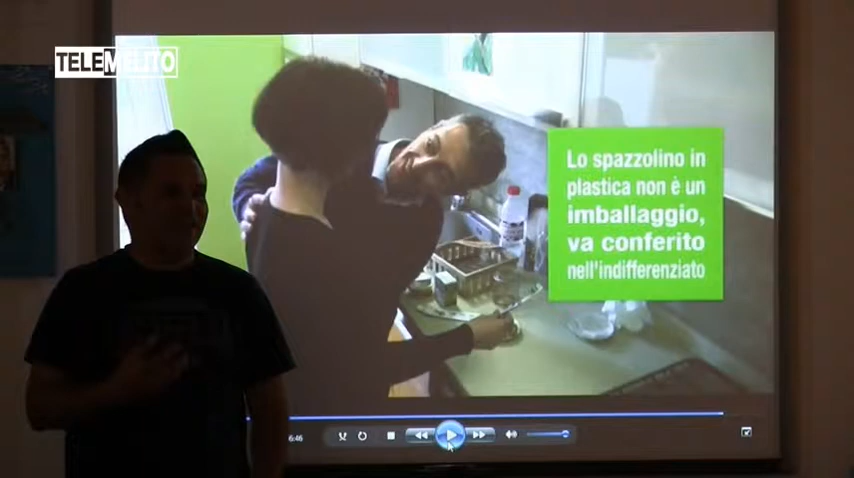 TELEMELITO
Lo spazzolino in
plastica non è un
imballaggio,
va conferito
nell'indifferenziato
6:46